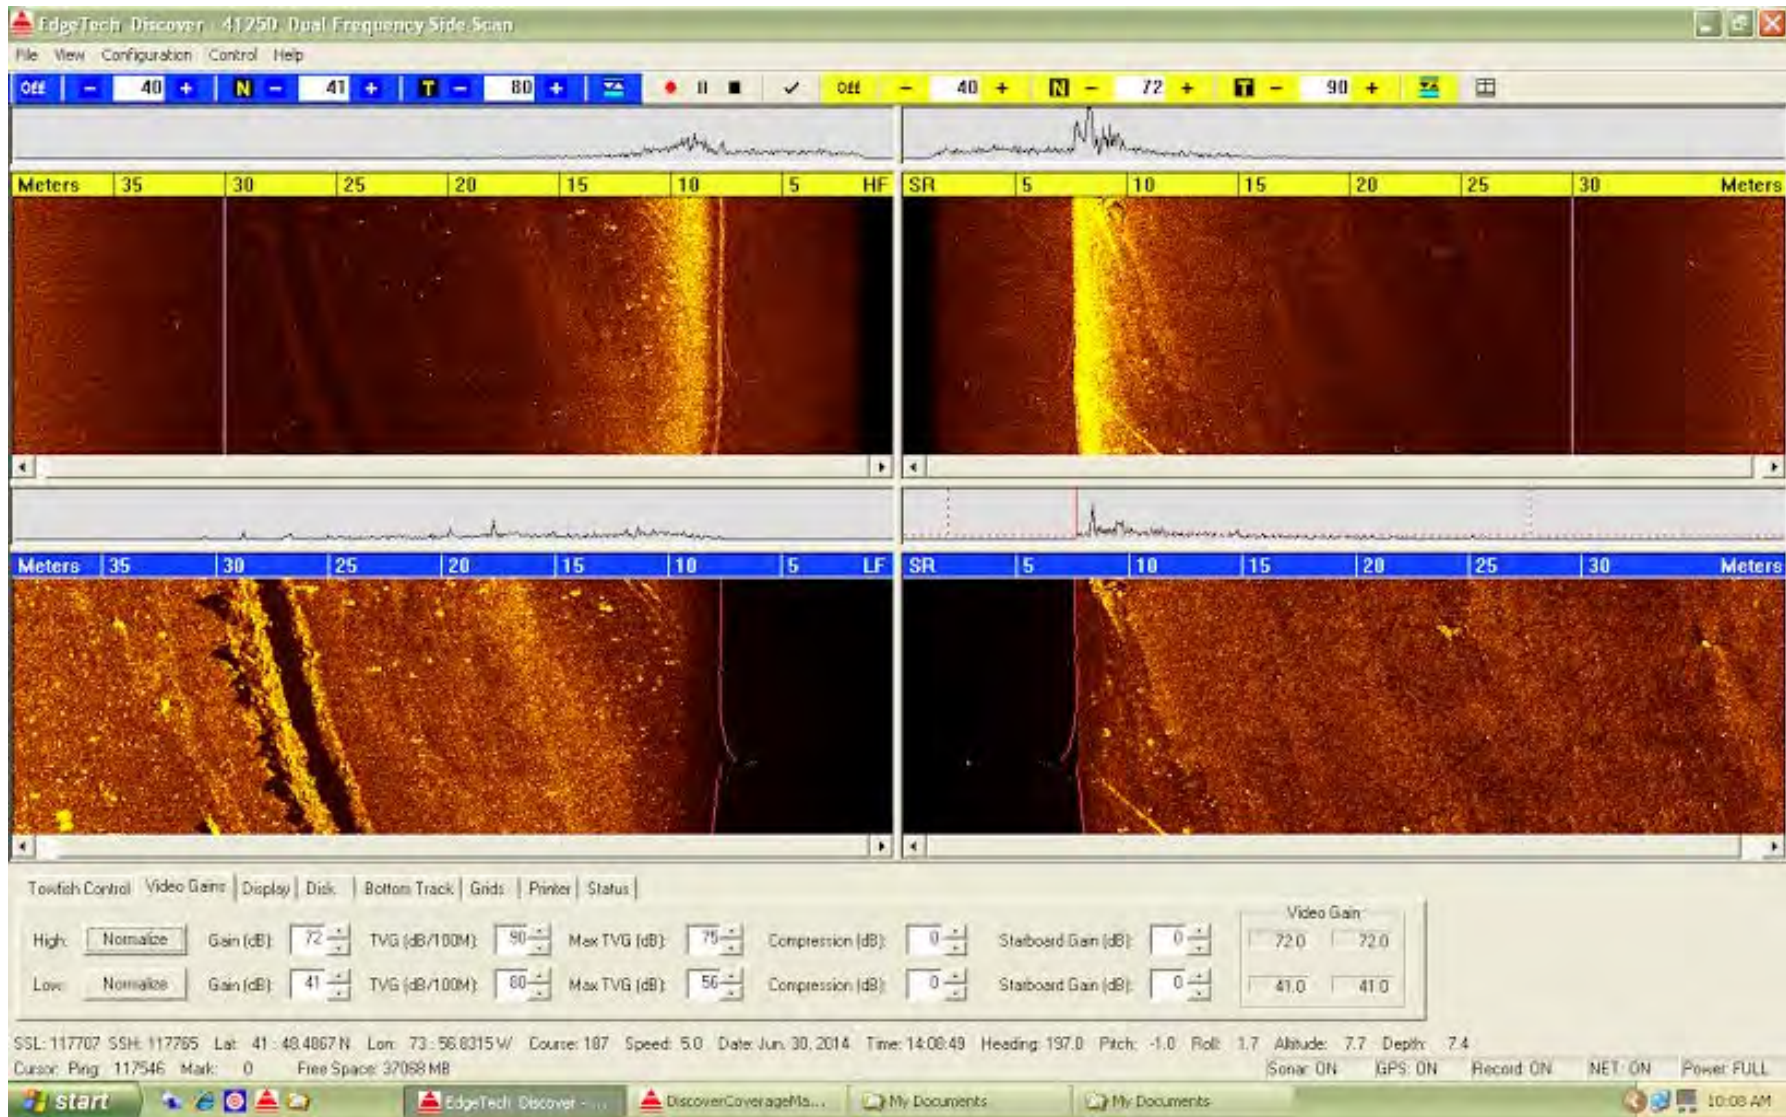 EdgeTech Discover - 4125D Dual Frequency Side Scan
File View Configuration Control Help
Off - 40 + N - 41 + T - 80 + Off - 40 + N - 72 + T - 90 +
Meters 35 30 25 20 15 10 5 HF SR 5 10 15 20 25 30 Meters
Meters 35 30 25 20 15 10 5 LF SR 5 10 15 20 25 30 Meters
Towfish Control Video Gains Display Disk Bottom Track Grids Printer Status
Video Gain
High: Normalize Gain (dB): 72 TVG (dB/100M): 90 Max TVG (dB): 75 Compression (dB): 0 Starboard Gain (dB): 0 72.0 72.0
Low: Normalize Gain (dB): 41 TVG (dB/100M): 80 Max TVG (dB): 56 Compression (dB): 0 Starboard Gain (dB): 0 41.0 41.0
SSL: 117707 SSH: 117765 Lat: 41 : 48.4867 N Lon: 73 : 56.8315 W Course: 187 Speed: 5.0 Date: Jun. 30, 2014 Time: 14:08:49 Heading: 197.0 Pitch: -1.0 Roll: 1.7 Altitude: 7.7 Depth: 7.4
Cursor: Ping: 117546 Mark: 0 Free Space: 37068 MB Sonar: ON GPS: ON Record: ON NET: ON Power: FULL
start EdgeTech Discover - ... DiscoverCoverageMa... My Documents My Documents 10:08 AM